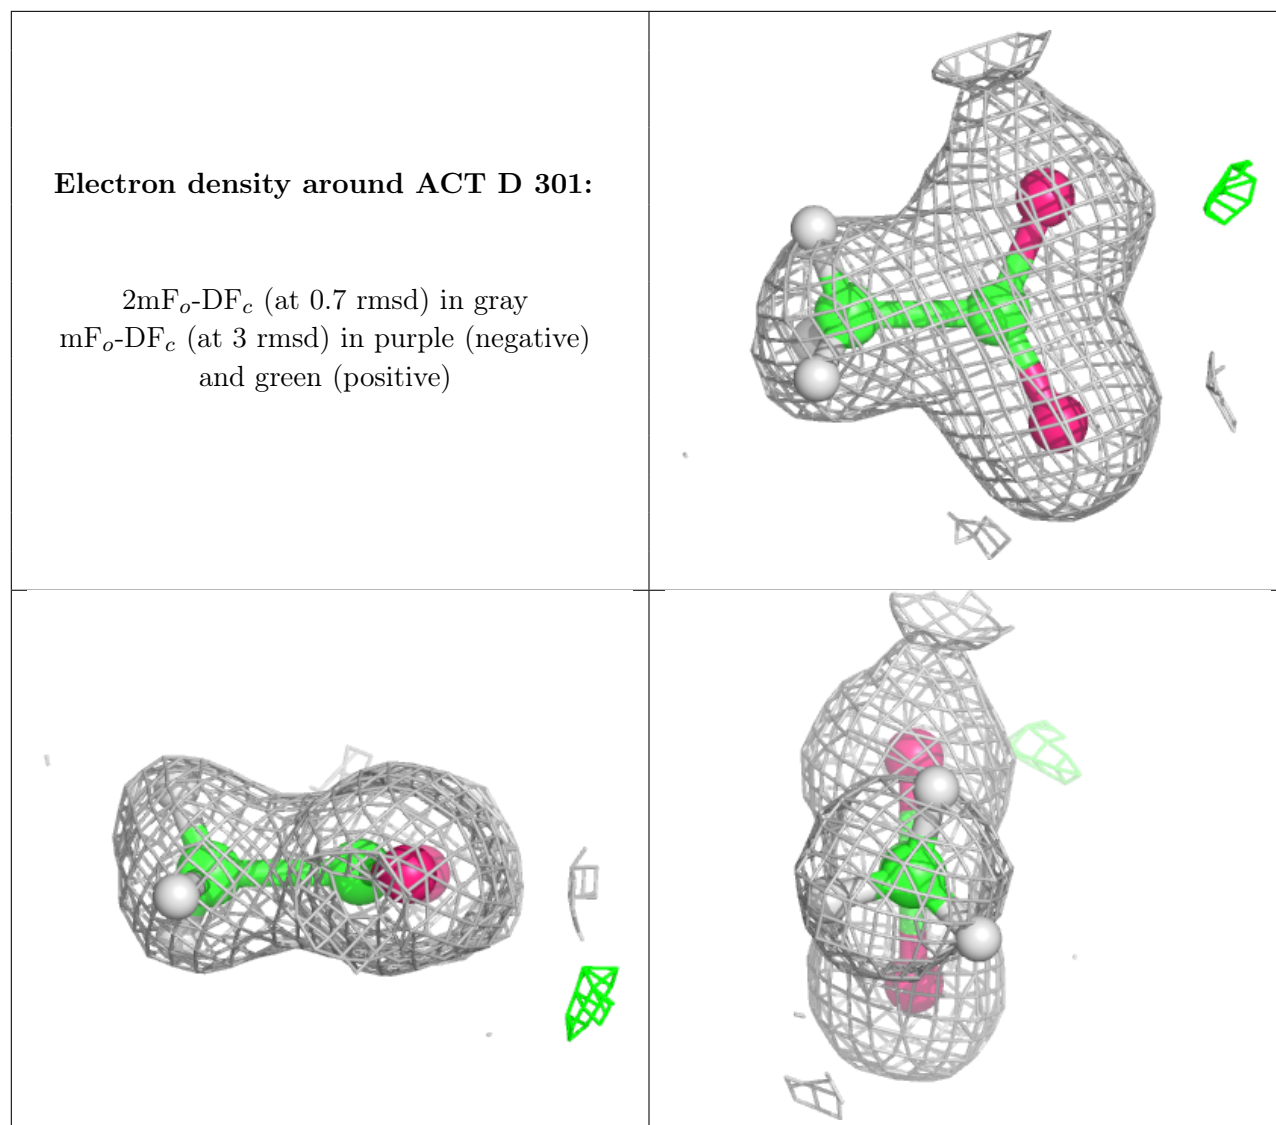 Electron density around ACT D 301:
2mFo-DFc (at 0.7 rmsd) in gray
mFo-DFc (at 3 rmsd) in purple (negative)
and green (positive)